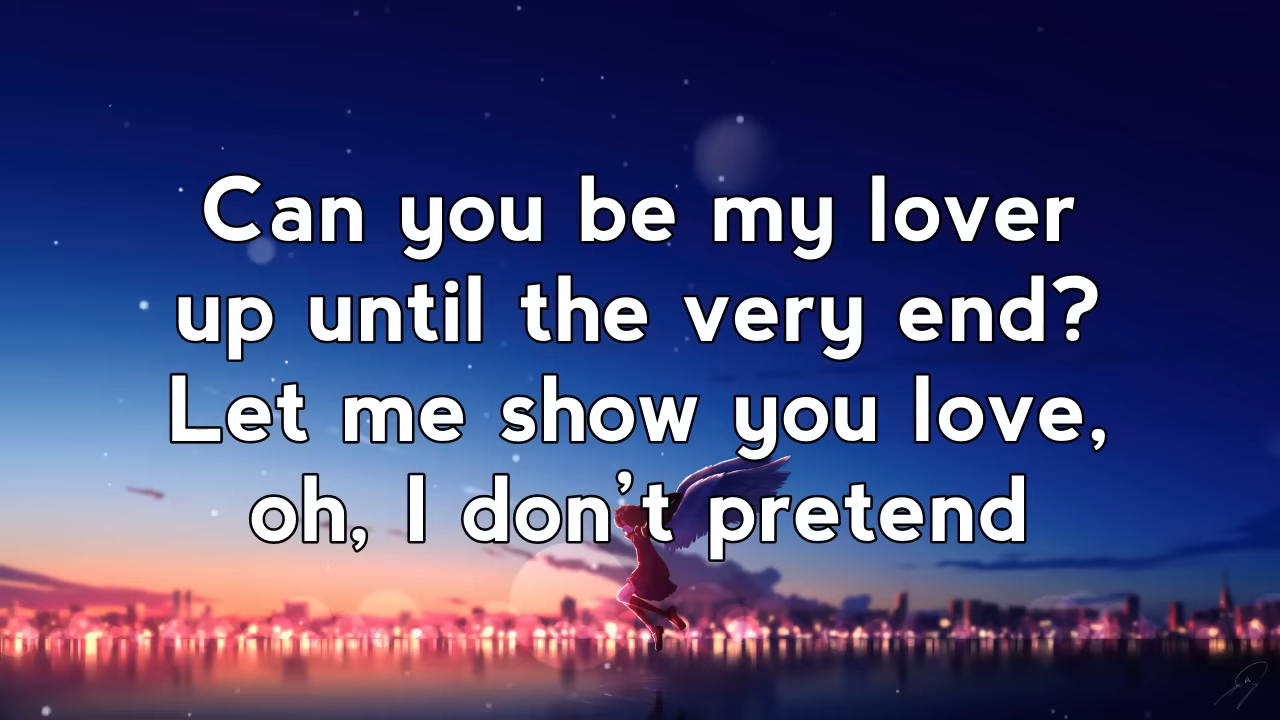 Can you be my lover
up until the very end?
Let me show you love,
oh, I don't pretend